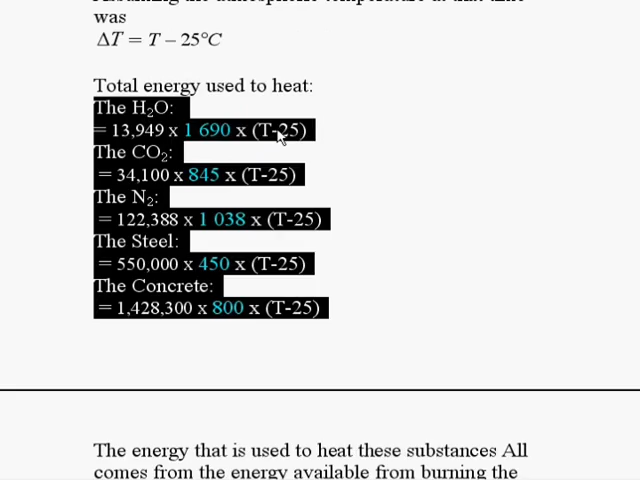 was
ΔT = T – 25°C
Total energy used to heat:
The H₂O:
= 13,949 x 1 690 x (T-25)
The CO₂:
= 34,100 x 845 x (T-25)
The N₂:
= 122,388 x 1 038 x (T-25)
The Steel:
= 550,000 x 450 x (T-25)
The Concrete:
= 1,428,300 x 800 x (T-25)
The energy that is used to heat these substances All
comes from the energy available from burning the